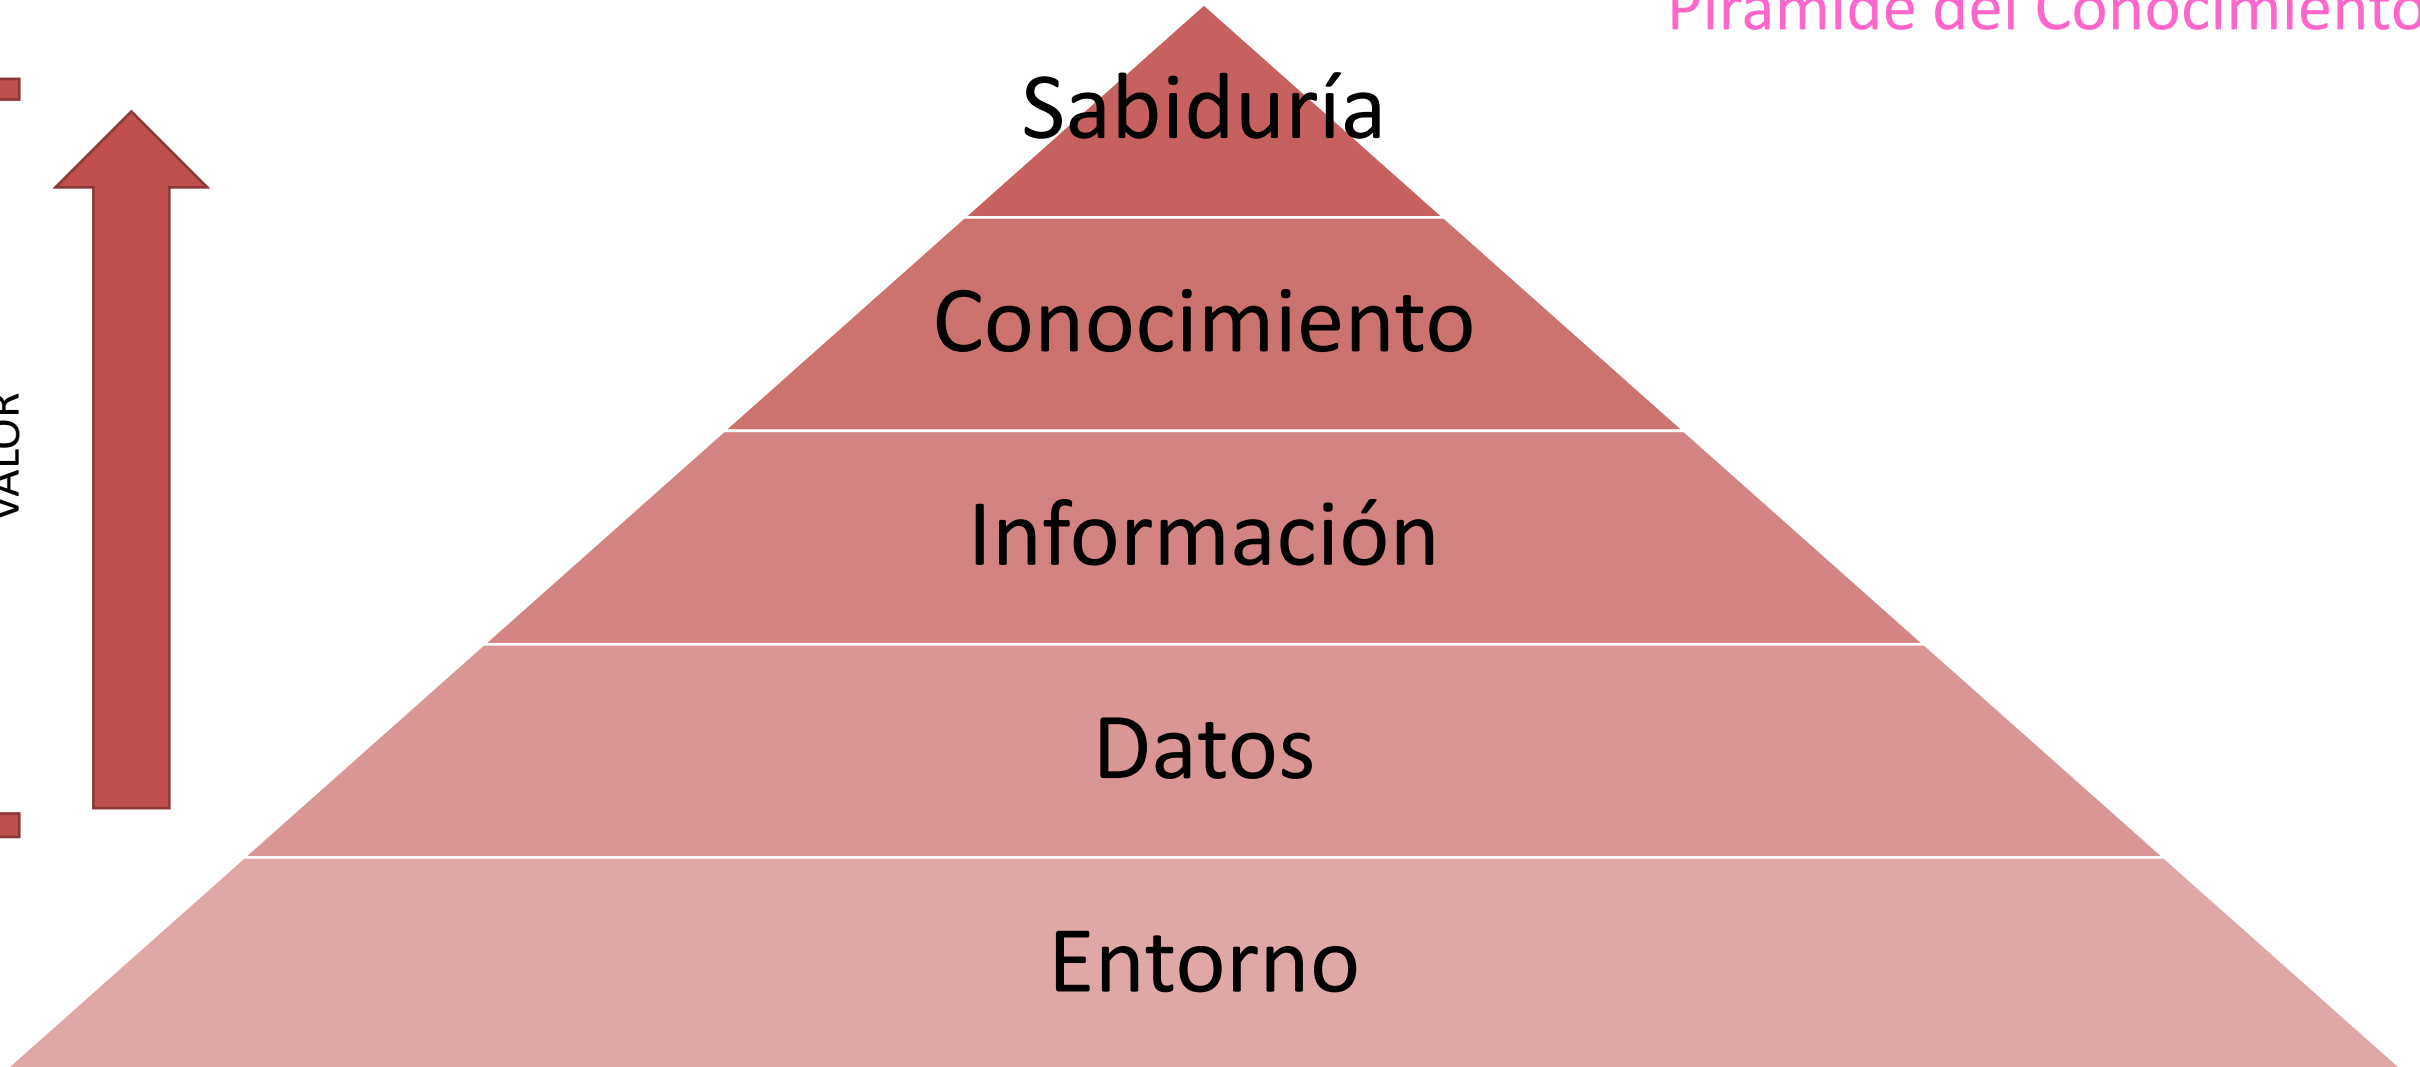 Pirámide del Conocimiento
Sabiduría
Conocimiento
VALOR
Información
Datos
Entorno